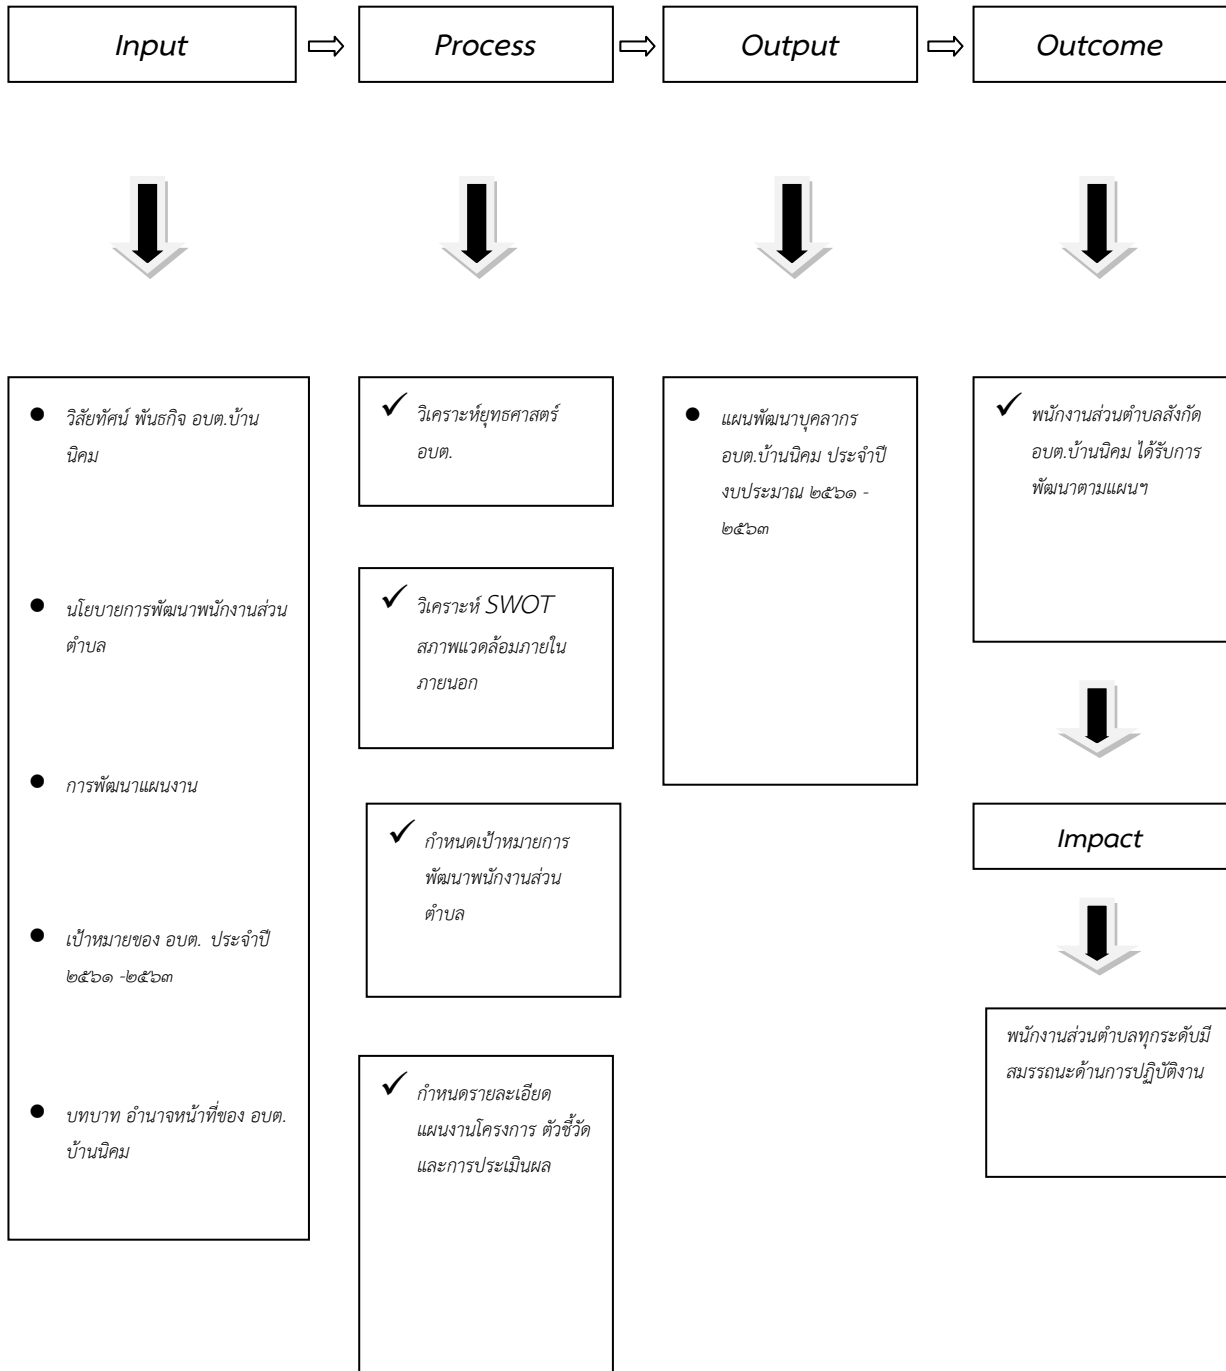 Input
Process
Output
Outcome
วิสัยทัศน์ พันธกิจ อบต.บ้าน
นิคม
นโยบายการพัฒนาพนักงานส่วน
ตำบล
การพัฒนาแผนงาน
เป้าหมายของ อบต. ประจำปี
๒๕๖๑ -๒๕๖๓
บทบาท อำนาจหน้าที่ของ อบต.
บ้านนิคม
วิเคราะห์ยุทธศาสตร์
อบต.
วิเคราะห์ SWOT
สภาพแวดล้อมภายใน
ภายนอก
กำหนดเป้าหมายการ
พัฒนาพนักงานส่วน
ตำบล
กำหนดรายละเอียด
แผนงานโครงการ ตัวชี้วัด
และการประเมินผล
แผนพัฒนาบุคลากร
อบต.บ้านนิคม ประจำปี
งบประมาณ ๒๕๖๑ -
๒๕๖๓
พนักงานส่วนตำบลสังกัด
อบต.บ้านนิคม ได้รับการ
พัฒนาตามแผนฯ
Impact
พนักงานส่วนตำบลทุกระดับมี
สมรรถนะด้านการปฏิบัติงาน